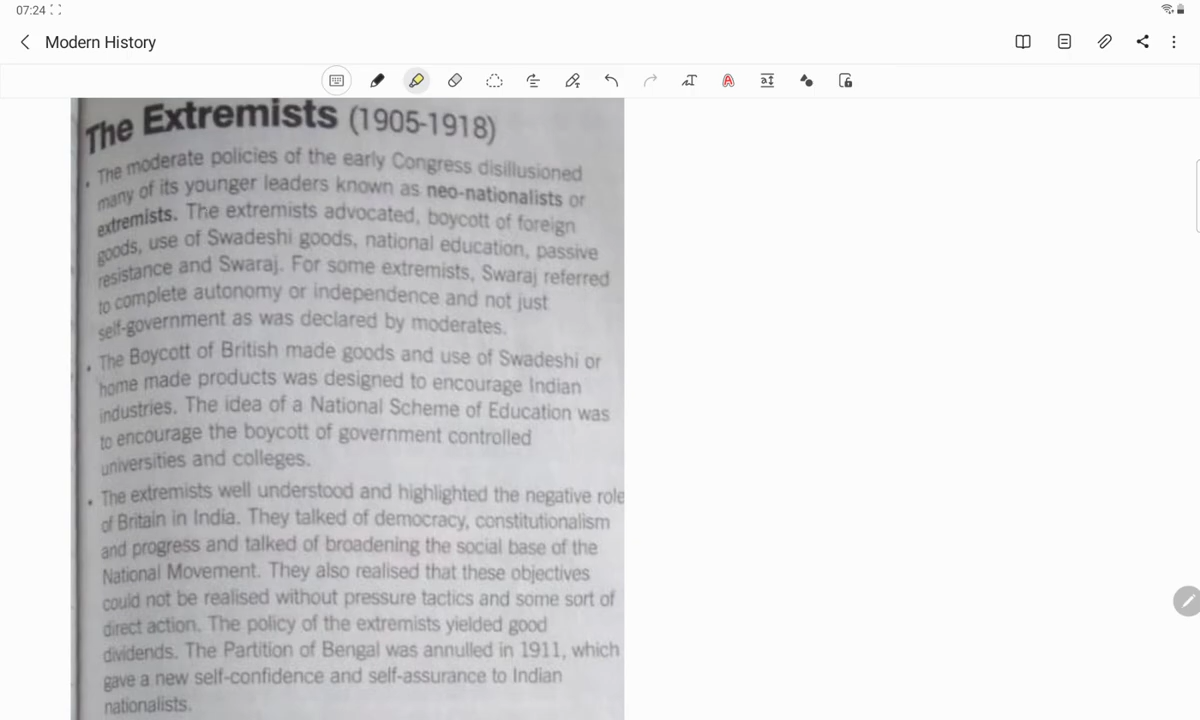 07:24
Modern History
The Extremists (1905-1918)
• The moderate policies of the early Congress disillusioned
many of its younger leaders known as neo-nationalists or
extremists. The extremists advocated, boycott of foreign
goods, use of Swadeshi goods, national education, passive
resistance and Swaraj. For some extremists, Swaraj referred
to complete autonomy or independence and not just
self-government as was declared by moderates.
• The Boycott of British made goods and use of Swadeshi or
home made products was designed to encourage Indian
industries. The idea of a National Scheme of Education was
to encourage the boycott of government controlled
universities and colleges.
• The extremists well understood and highlighted the negative role
of Britain in India. They talked of democracy, constitutionalism
and progress and talked of broadening the social base of the
National Movement. They also realised that these objectives
could not be realised without pressure tactics and some sort of
direct action. The policy of the extremists yielded good
dividends. The Partition of Bengal was annulled in 1911, which
gave a new self-confidence and self-assurance to Indian
nationalists.